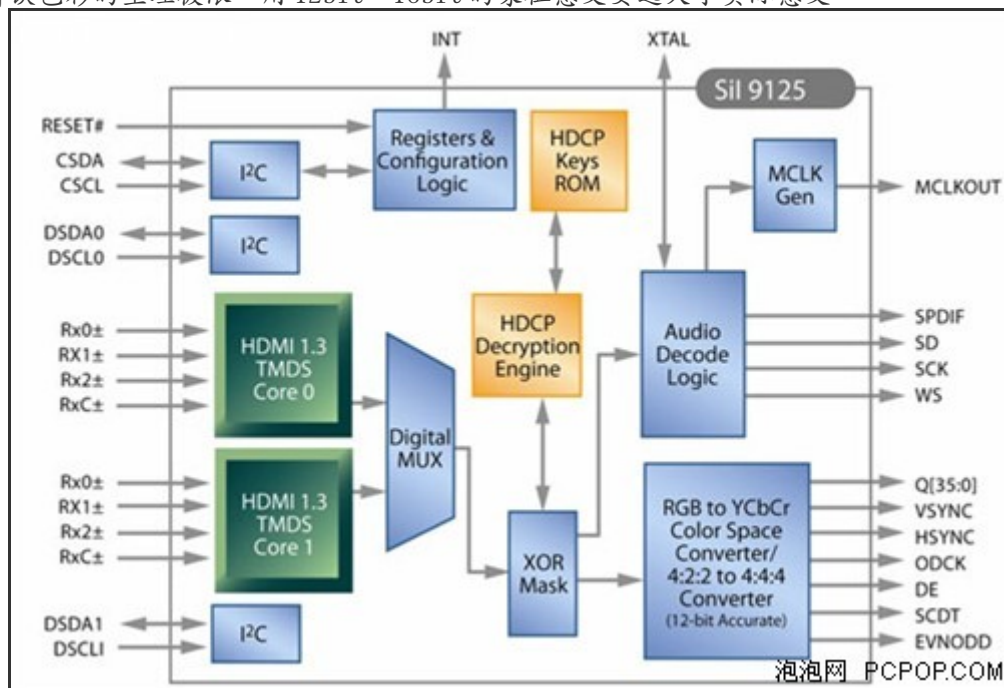 INT
XTAL
SiI 9125
RESET#
CSDA
CSCL
I²C
Registers &
Configuration
Logic
HDCP
Keys
ROM
MCLK
Gen
MCLKOUT
DSDA0
DSCL0
I²C
Rx0±
RX1±
Rx2±
RxC±
HDMI 1.3
TMDS
Core 0
Digital
MUX
HDCP
Decryption
Engine
Audio
Decode
Logic
SPDIF
SD
SCK
WS
Rx0±
RX1±
Rx2±
RxC±
HDMI 1.3
TMDS
Core 1
XOR
Mask
RGB to YCbCr
Color Space
Converter/
4:2:2 to 4:4:4
Converter
(12-bit Accurate)
Q[35:0]
VSYNC
HSYNC
ODCK
DE
SCDT
EVNODD
DSDA1
DSCLI
I²C
泡泡网 PCPOP.COM